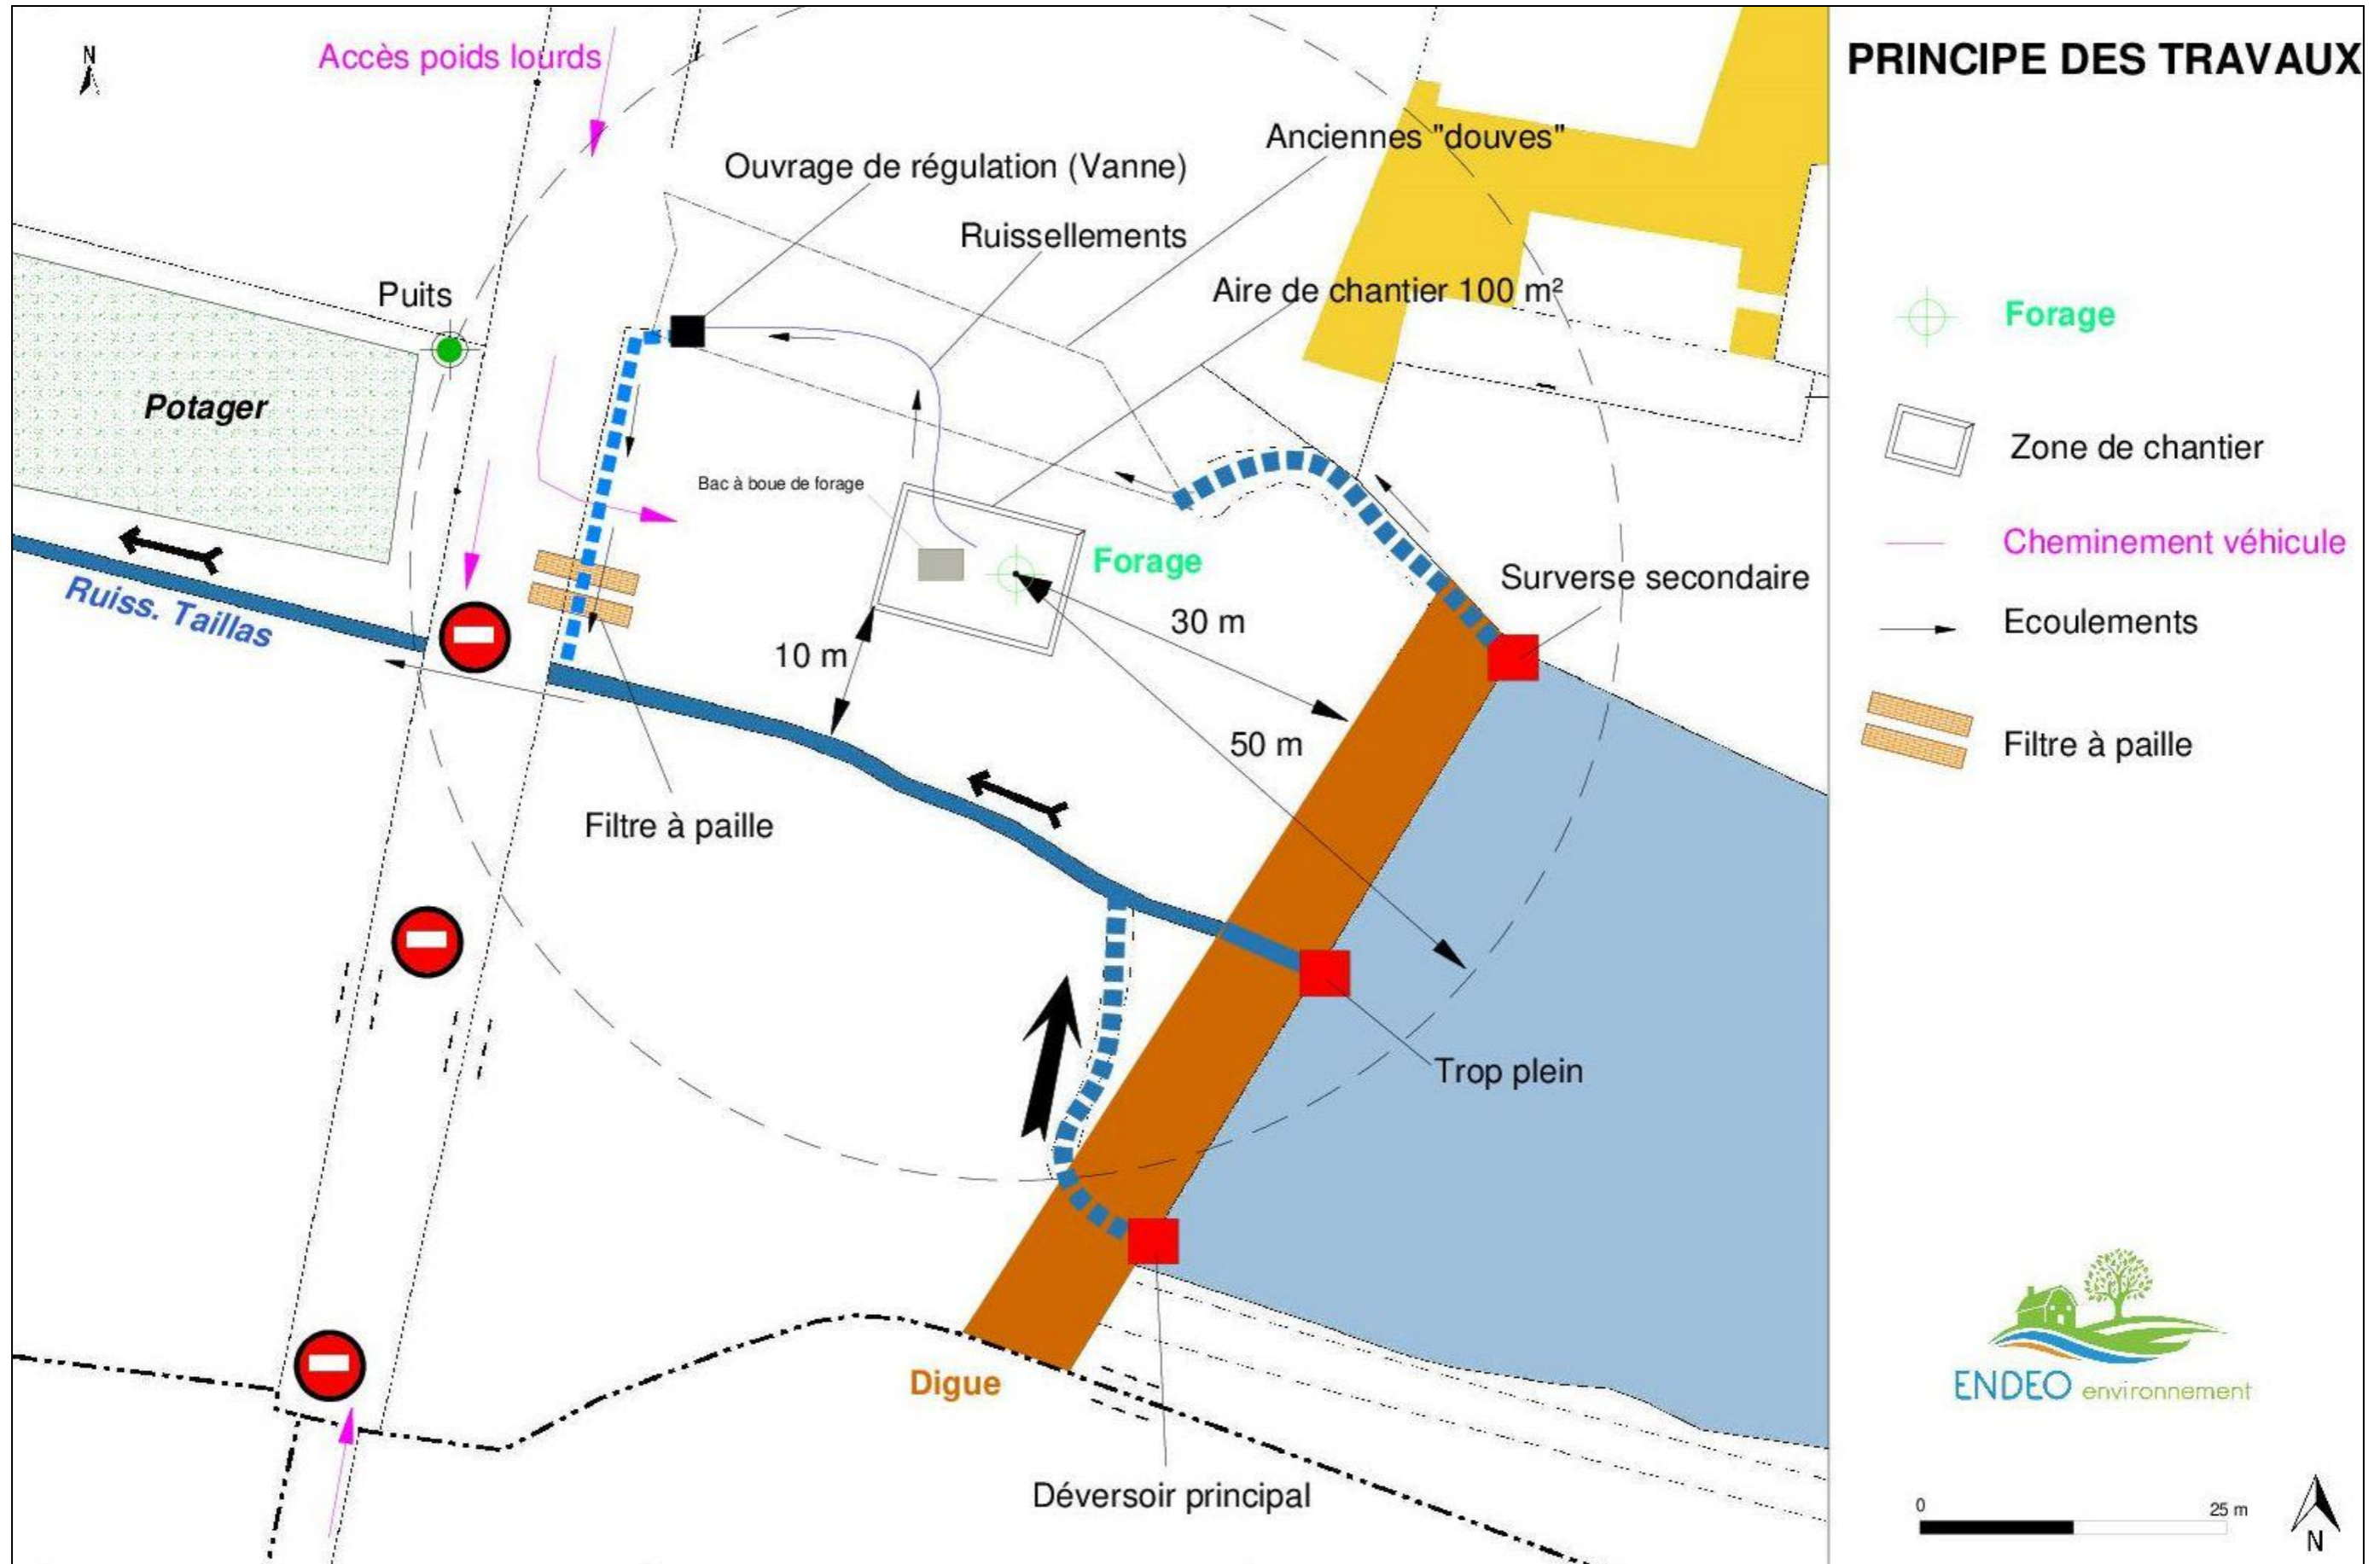 PRINCIPE DES TRAVAUX
N
Accès poids lourds
Anciennes "douves"
Ouvrage de régulation (Vanne)
Ruissellements
Aire de chantier 100 m²
Puits
Potager
Bac à boue de forage
Forage
Ruiss. Taillas
30 m
10 m
Surverse secondaire
50 m
Filtre à paille
Trop plein
Digue
Déversoir principal
Forage
Zone de chantier
Cheminement véhicule
Ecoulements
Filtre à paille
ENDEO environnement
0 25 m
N